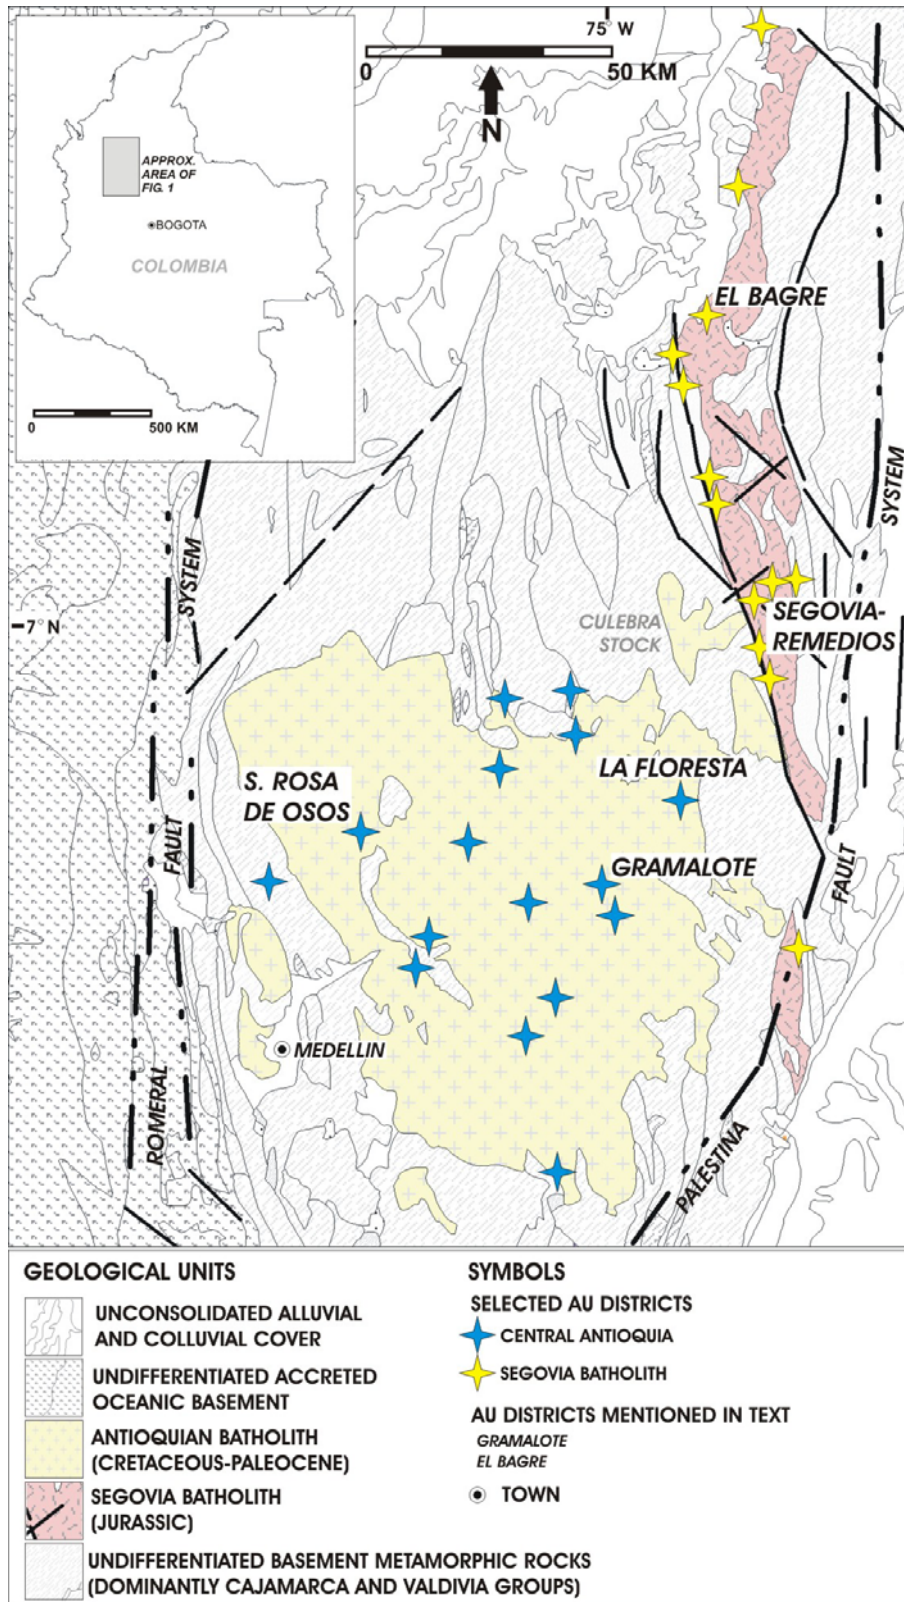 75° W
0
50 KM
N
APPROX.
AREA OF
FIG. 1
BOGOTA
COLOMBIA
0
500 KM
EL BAGRE
SYSTEM
SYSTEM
7° N
CULEBRA
STOCK
SEGOVIA-
REMEDIOS
S. ROSA
DE OSOS
LA FLORESTA
FAULT
GRAMALOTE
FAULT
MEDELLIN
ROMERAL
PALESTINA
GEOLOGICAL UNITS
UNCONSOLIDATED ALLUVIAL
AND COLLUVIAL COVER
UNDIFFERENTIATED ACCRETED
OCEANIC BASEMENT
ANTIOQUIAN BATHOLITH
(CRETACEOUS-PALEOCENE)
SEGOVIA BATHOLITH
(JURASSIC)
UNDIFFERENTIATED BASEMENT METAMORPHIC ROCKS
(DOMINANTLY CAJAMARCA AND VALDIVIA GROUPS)
SYMBOLS
SELECTED AU DISTRICTS
CENTRAL ANTIOQUIA
SEGOVIA BATHOLITH
AU DISTRICTS MENTIONED IN TEXT
GRAMALOTE
EL BAGRE
TOWN